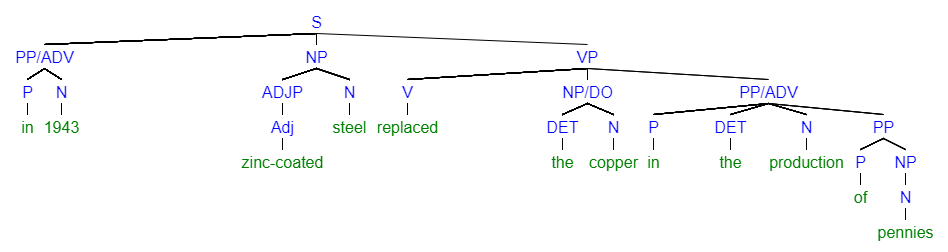 S
PP/ADV NP VP
P N ADJP N V NP/DO PP/ADV
in 1943 Adj steel replaced DET N P DET N PP
zinc-coated the copper in the production P NP
of N
pennies